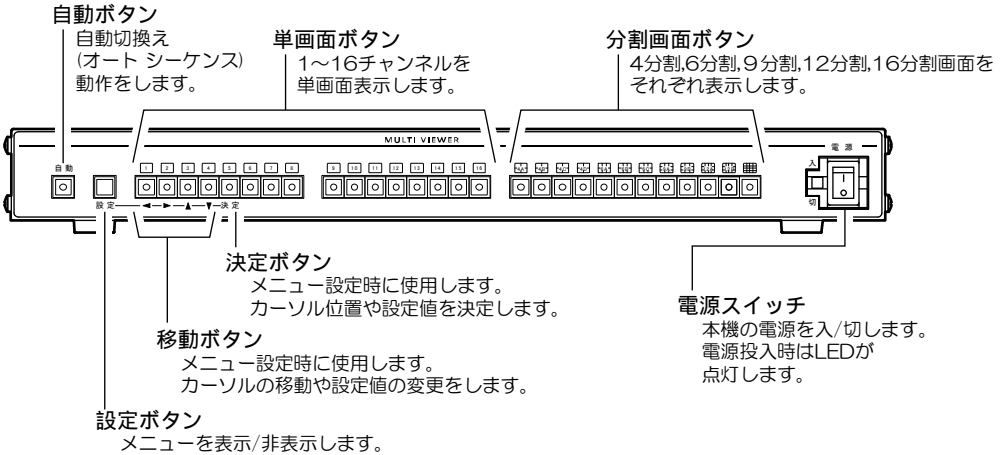 自動ボタン
自動切換え
(オート シーケンス)
動作をします。
単画面ボタン
1～16チャンネルを
単画面表示します。
分割画面ボタン
4分割,6分割,9分割,12分割,16分割画面を
それぞれ表示します。
MULTI VIEWER
電源
自動
1 2 3 4 5 6 7 8
9 10 11 12 13 14 15 16
入
切
設定 ◀ ▶ ▲ ▼ 決定
決定ボタン
メニュー設定時に使用します。
カーソル位置や設定値を決定します。
移動ボタン
メニュー設定時に使用します。
カーソルの移動や設定値の変更をします。
設定ボタン
メニューを表示/非表示します。
電源スイッチ
本機の電源を入/切します。
電源投入時はLEDが
点灯します。